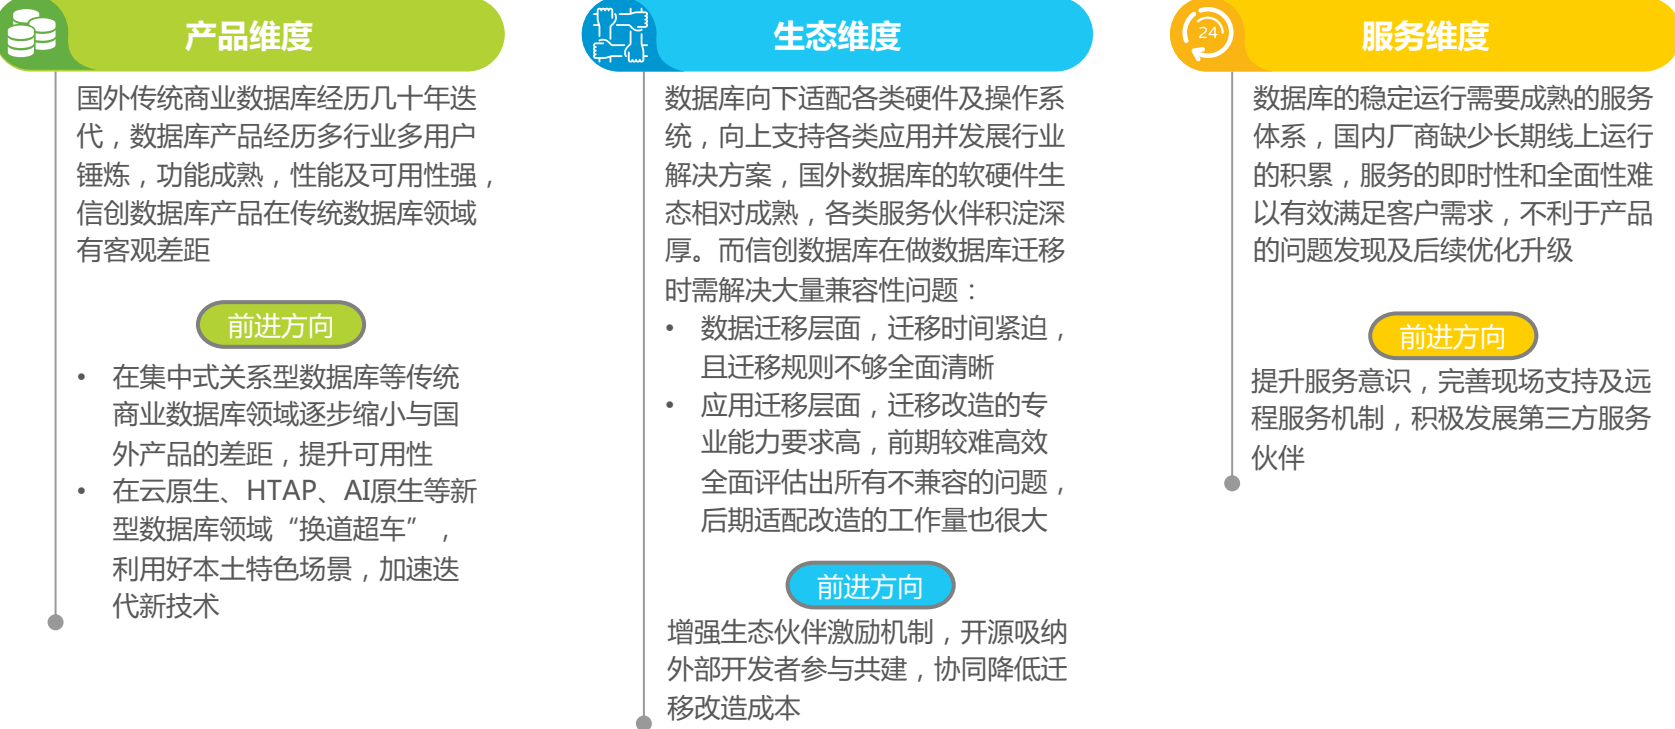 产品维度
国外传统商业数据库经历几十年迭
代，数据库产品经历多行业多用户
锤炼，功能成熟，性能及可用性强，
信创数据库产品在传统数据库领域
有客观差距
前进方向
• 在集中式关系型数据库等传统
商业数据库领域逐步缩小与国
外产品的差距，提升可用性
• 在云原生、HTAP、AI原生等新
型数据库领域“换道超车”，
利用好本土特色场景，加速迭
代新技术
生态维度
数据库向下适配各类硬件及操作系
统，向上支持各类应用并发展行业
解决方案，国外数据库的软硬件生
态相对成熟，各类服务伙伴积淀深
厚。而信创数据库在做数据库迁移
时需解决大量兼容性问题：
• 数据迁移层面，迁移时间紧迫，
且迁移规则不够全面清晰
• 应用迁移层面，迁移改造的专
业能力要求高，前期较难高效
全面评估出所有不兼容的问题，
后期适配改造的工作量也很大
前进方向
增强生态伙伴激励机制，开源吸纳
外部开发者参与共建，协同降低迁
移改造成本
24
服务维度
数据库的稳定运行需要成熟的服务
体系，国内厂商缺少长期线上运行
的积累，服务的即时性和全面性难
以有效满足客户需求，不利于产品
的问题发现及后续优化升级
前进方向
提升服务意识，完善现场支持及远
程服务机制，积极发展第三方服务
伙伴